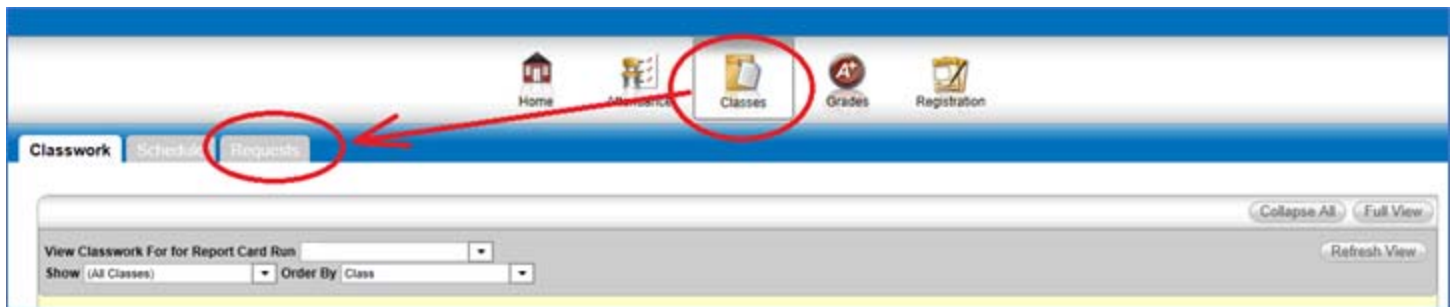 Home Attendance Classes Grades Registration
Classwork Schedule Requests
Collapse All Full View
View Classwork For for Report Card Run
Refresh View
Show (All Classes) Order By Class